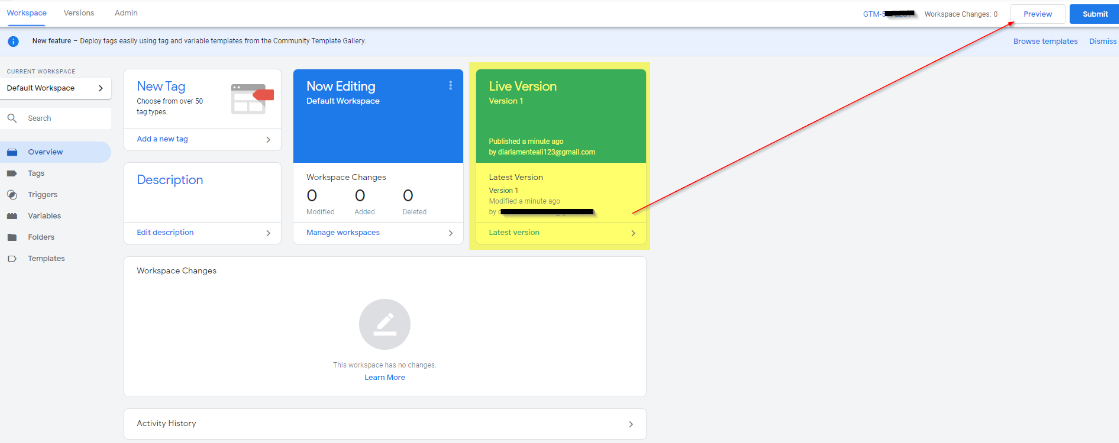 Workspace Versions Admin
GTM-5 Workspace Changes: 0 Preview Submit
New feature – Deploy tags easily using tag and variable templates from the Community Template Gallery. Browse templates Dismiss
CURRENT WORKSPACE
Default Workspace
Search
Overview
Tags
Triggers
Variables
Folders
Templates
New Tag
Choose from over 50
tag types.
Add a new tag
Description
Edit description
Now Editing
Default Workspace
Workspace Changes
0 0 0
Modified Added Deleted
Manage workspaces
Live Version
Version 1
Published a minute ago
by diariamenteall123@gmail.com
Latest Version
Version 1
Modified a minute ago
by
Latest version
Workspace Changes
This workspace has no changes.
Learn More
Activity History